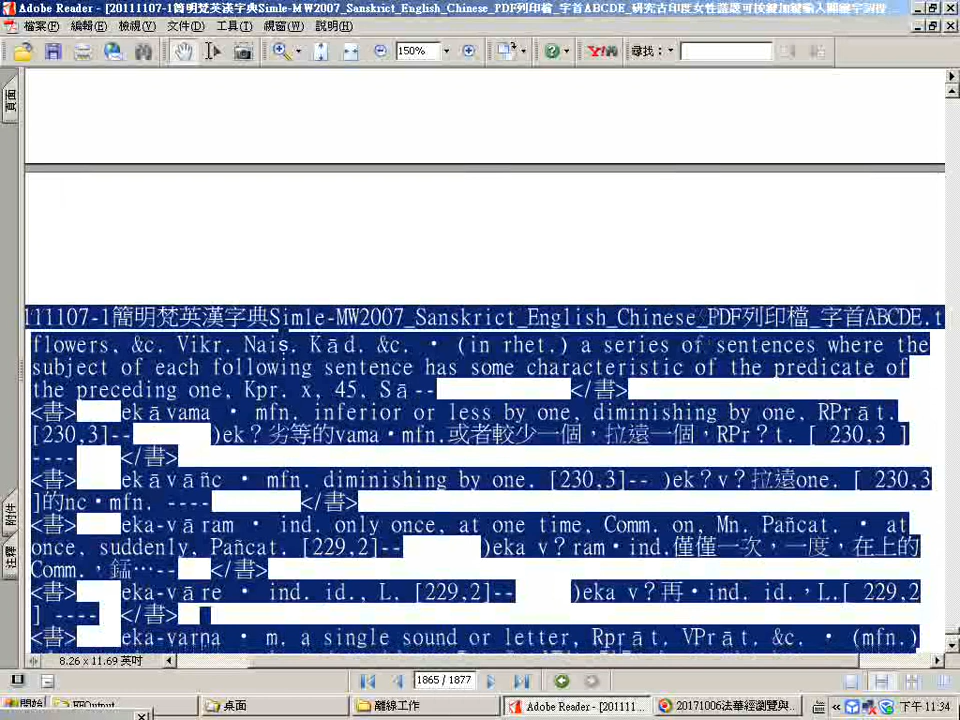 Adobe Reader - [20111107-1簡明梵英漢字典Simle-MW2007_Sanskrict_English_Chinese_PDF列印檔_字首ABCDE_研究古印度女性
檔案(F) 編輯(E) 檢視(V) 文件(D) 工具(T) 視窗(W) 說明(H)
150% Y! 尋找:
頁面
111107-1簡明梵英漢字典Simle-MW2007_Sanskrict_English_Chinese_PDF列印檔_字首ABCDE.t
flowers, &c. Vikr. Naiṣ. Kād. &c. • (in rhet.) a series of sentences where the
subject of each following sentence has some characteristic of the predicate of
the preceding one, Kpr. x, 45, Sā-- </書>
<書> ekāvama • mfn. inferior or less by one, diminishing by one, RPrāt.
[230,3]-- )ek？劣等的vama•mfn.或者較少一個，拉遠一個，RPr？t. [ 230,3 ]
---- </書>
<書> ekāvāñc • mfn. diminishing by one. [230,3]-- )ek？v？拉遠one. [ 230,3
]的nc•mfn. ---- </書>
<書> eka-vāram • ind. only once, at one time, Comm. on, Mn. Pañcat. • at
once, suddenly, Pañcat. [229,2]-- )eka v？ram•ind.僅僅一次，一度，在上的
Comm.，錳…-- </書>
<書> eka-vāre • ind. id., L. [229,2]-- )eka v？再•ind. id.，L.[ 229,2
] ---- </書>
<書> eka-varṇa • m. a single sound or letter, Rprāt. VPrāt. &c. • (mfn.)
附件
註釋
8.26 x 11.69 英吋
1865 / 1877
開始 桌面 離線工作 Adobe Reader - [201111... 20171006法華經瀏覽與... 下午 11:34